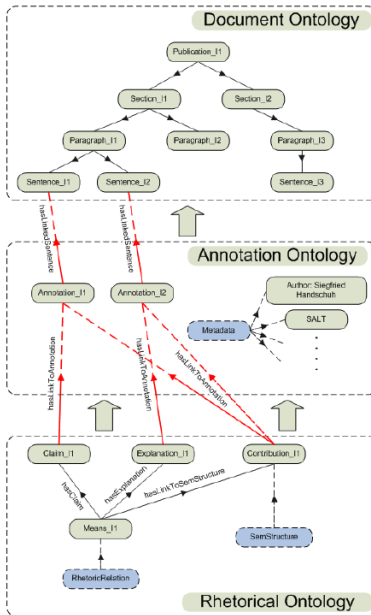 Document Ontology
Publication_I1
Section_I1
Section_I2
Paragraph_I1
Paragraph_I2
Paragraph_I3
Sentence_I1
Sentence_I2
Sentence_I3
hasLinkedSentence
hasLinkedSentence
Annotation Ontology
Annotation_I1
Annotation_I2
Author: Siegfried
Handschuh
SALT
Metadata
hasLinkToAnnotation
hasLinkToAnnotation
hasLinkToAnnotation
Claim_I1
Explanation_I1
Contribution_I1
hasClaim
hasExplanation
hasLinkToSemStructure
Means_I1
RhetoricRelation
SemStructure
Rhetorical Ontology